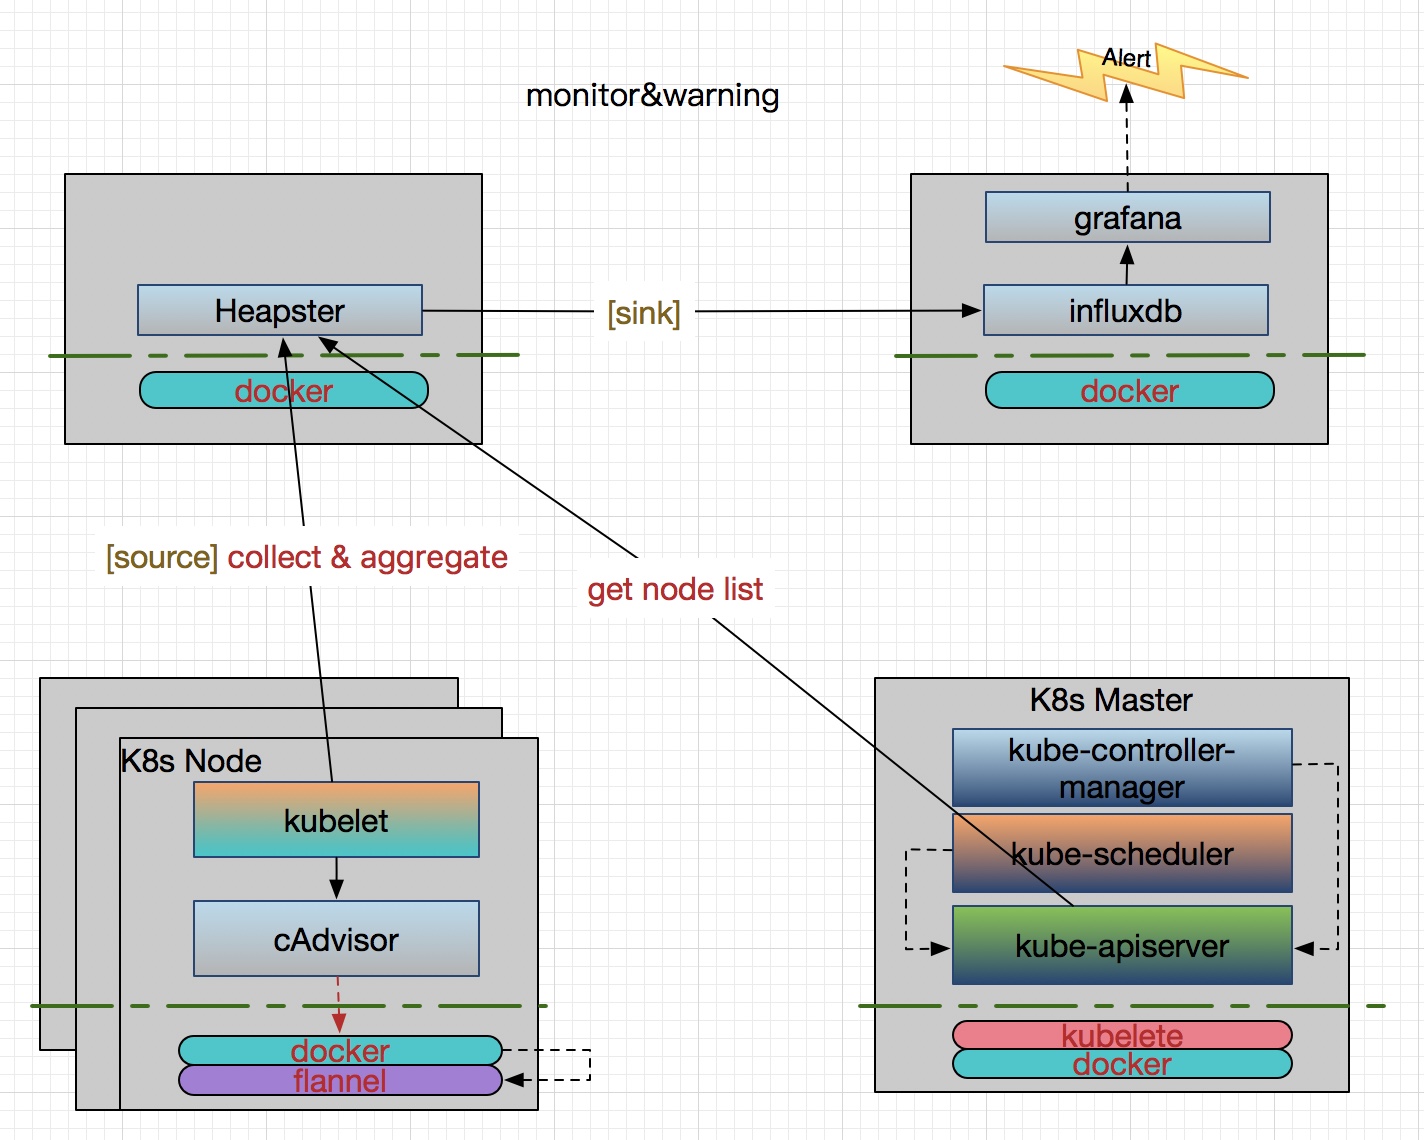 Alert
monitor&warning
grafana
Heapster
[sink]
influxdb
docker
docker
[source] collect & aggregate
get node list
K8s Node
kubelet
cAdvisor
docker
flannel
K8s Master
kube-controller-
manager
kube-scheduler
kube-apiserver
kubelete
docker